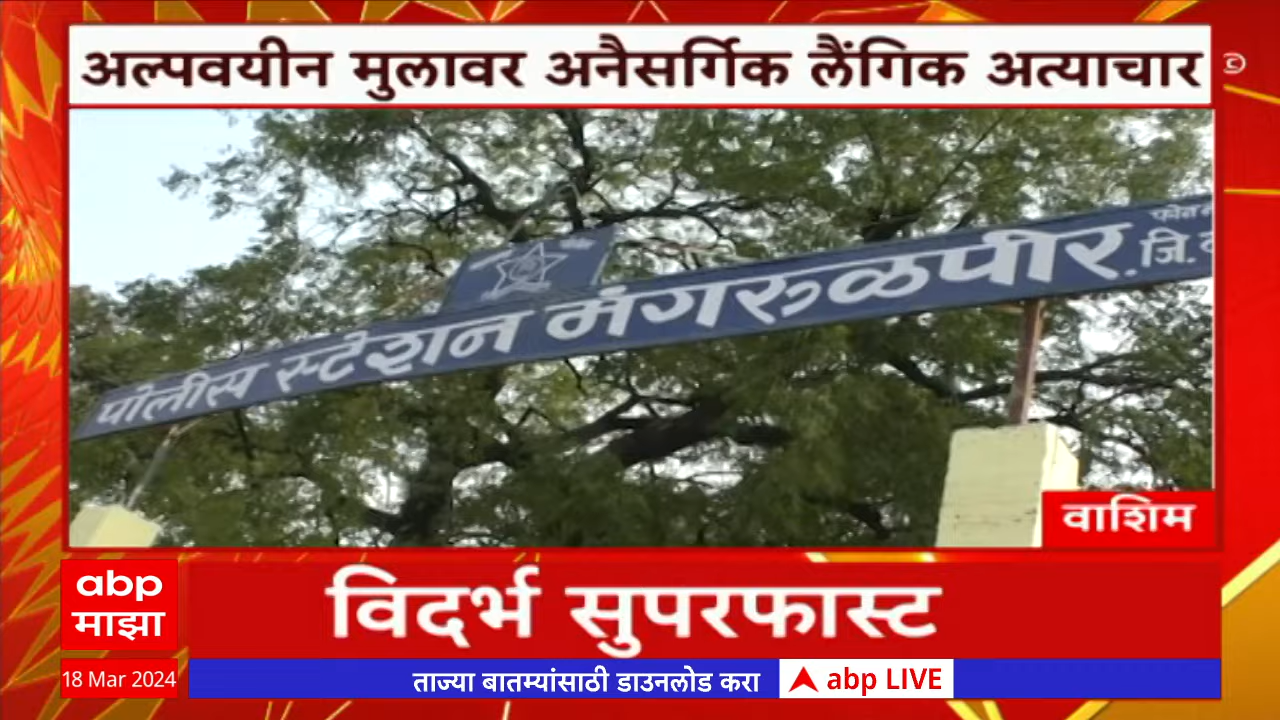 अल्पवयीन मुलावर अनैसर्गिक लैंगिक अत्याचार
©
फोन
पोलीस स्टेशन मंगरुळपीर. जि.
वाशिम
abp
माझा
विदर्भ सुपरफास्ट
18 Mar 2024
ताज्या बातम्यांसाठी डाउनलोड करा
abp LIVE